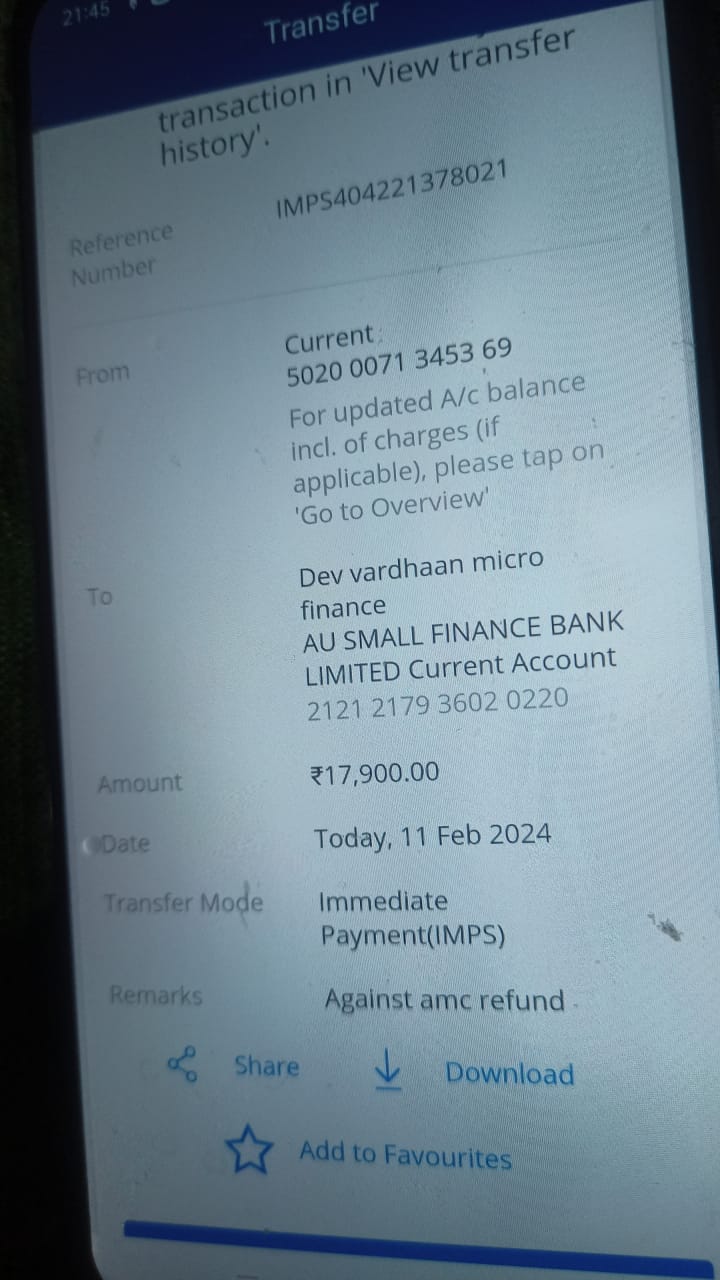 21:45
Transfer
transaction in 'View transfer
history'.
Reference
Number
IMPS404221378021
From
Current
5020 0071 3453 69
For updated A/c balance
incl. of charges (if
applicable), please tap on
'Go to Overview'
To
Dev vardhaan micro
finance
AU SMALL FINANCE BANK
LIMITED Current Account
2121 2179 3602 0220
Amount
₹17,900.00
Date
Today, 11 Feb 2024
Transfer Mode
Immediate
Payment(IMPS)
Remarks
Against amc refund
Share
Download
Add to Favourites